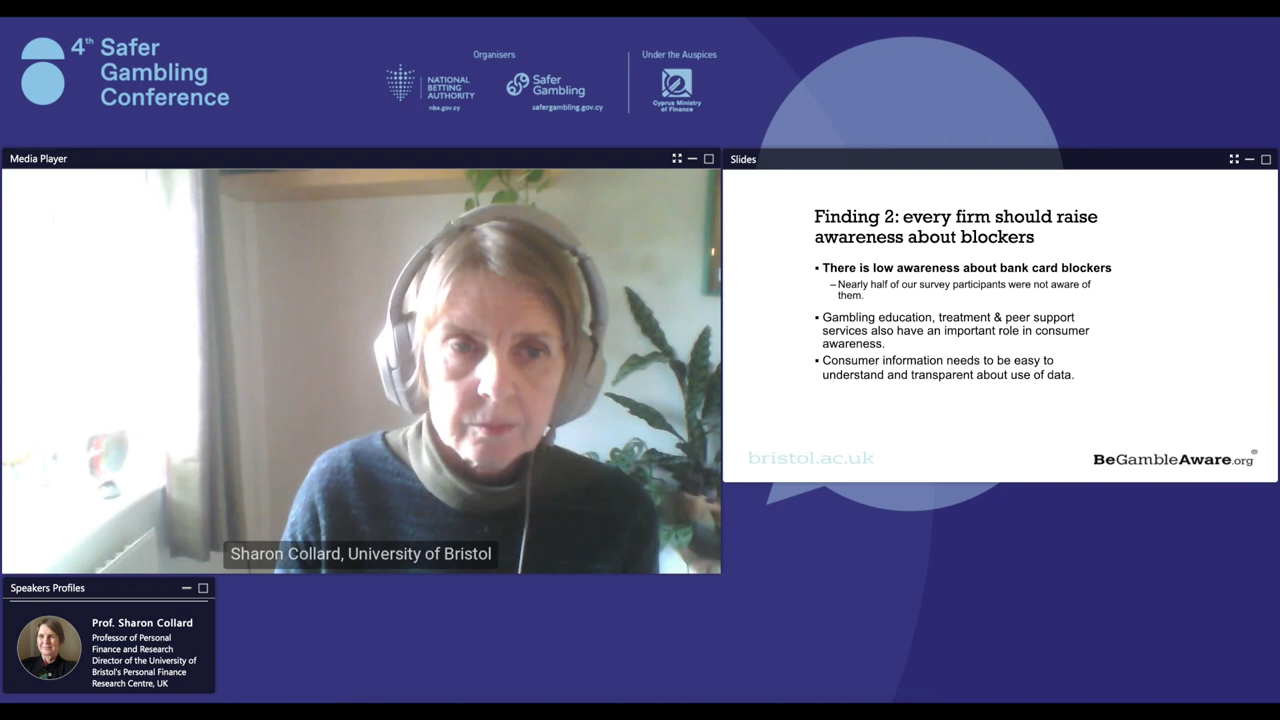 4th Safer
Gambling
Conference
Organisers
NATIONAL
BETTING
AUTHORITY
nba.gov.cy
Safer
Gambling
safergambling.gov.cy
Under the Auspices
Cyprus Ministry
of Finance
Media Player
Slides
Finding 2: every firm should raise
awareness about blockers
▪ There is low awareness about bank card blockers
– Nearly half of our survey participants were not aware of
them.
▪ Gambling education, treatment & peer support
services also have an important role in consumer
awareness.
▪ Consumer information needs to be easy to
understand and transparent about use of data.
bristol.ac.uk
BeGambleAware.org®
Sharon Collard, University of Bristol
Speakers Profiles
Prof. Sharon Collard
Professor of Personal
Finance and Research
Director of the University of
Bristol's Personal Finance
Research Centre, UK